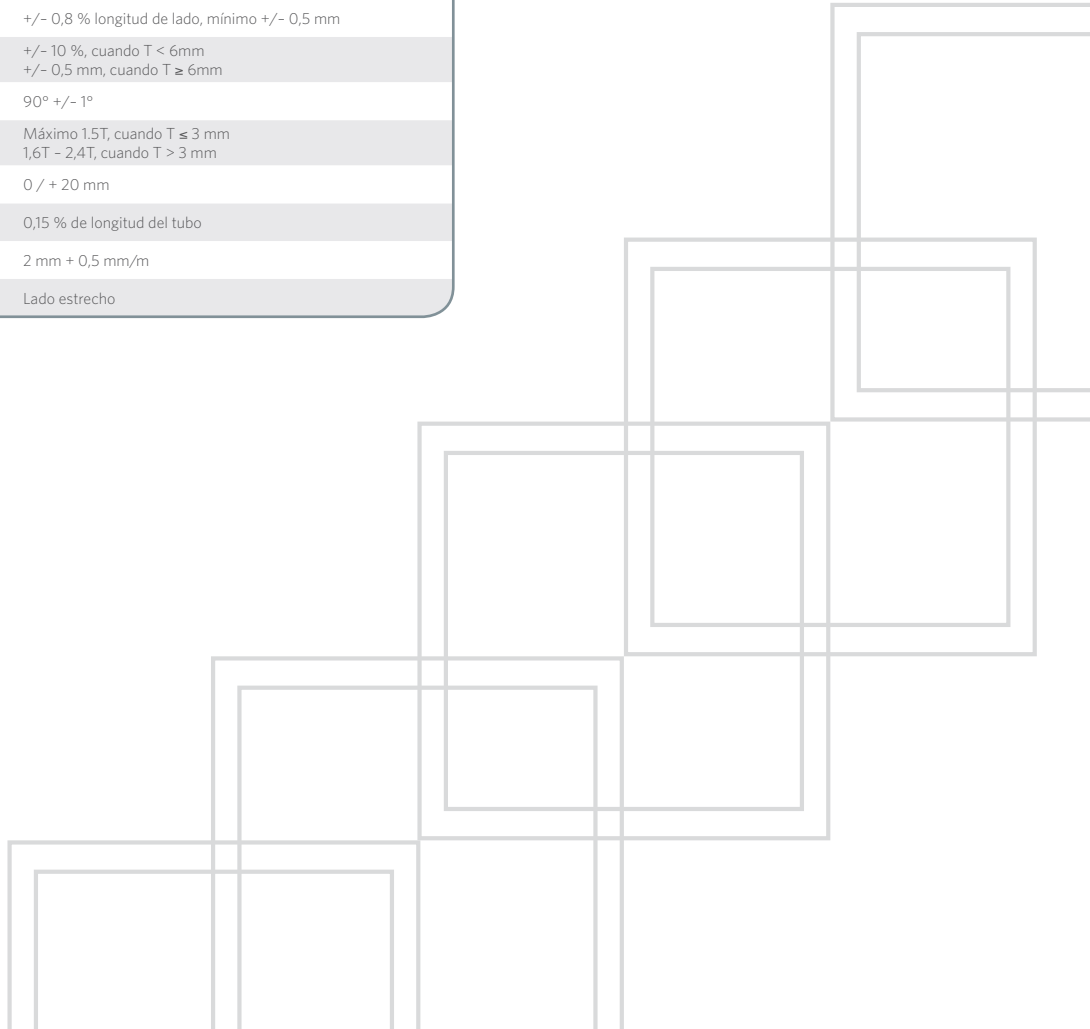 +/– 0,8 % longitud de lado, mínimo +/– 0,5 mm
+/– 10 %, cuando T < 6mm
+/– 0,5 mm, cuando T ≥ 6mm
90° +/– 1°
Máximo 1.5T, cuando T ≤ 3 mm
1,6T – 2,4T, cuando T > 3 mm
0 / + 20 mm
0,15 % de longitud del tubo
2 mm + 0,5 mm/m
Lado estrecho